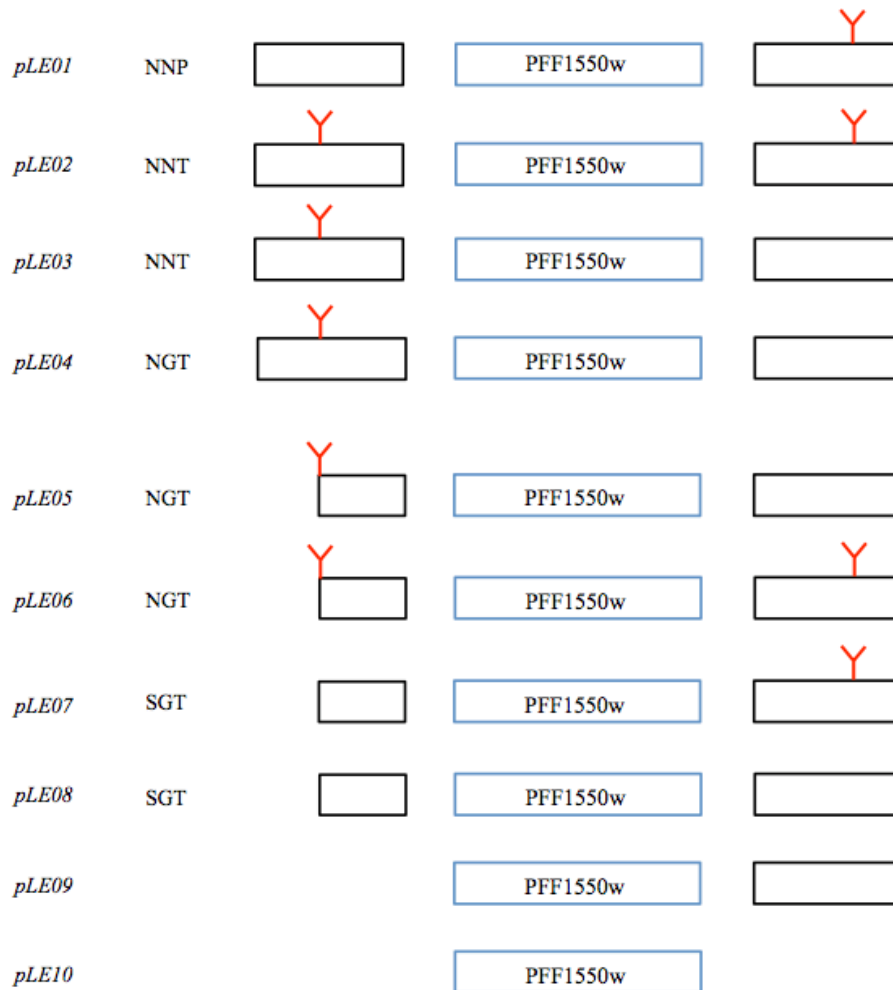 pLE01 NNP PFF1550w
pLE02 NNT PFF1550w
pLE03 NNT PFF1550w
pLE04 NGT PFF1550w
pLE05 NGT PFF1550w
pLE06 NGT PFF1550w
pLE07 SGT PFF1550w
pLE08 SGT PFF1550w
pLE09 PFF1550w
pLE10 PFF1550w